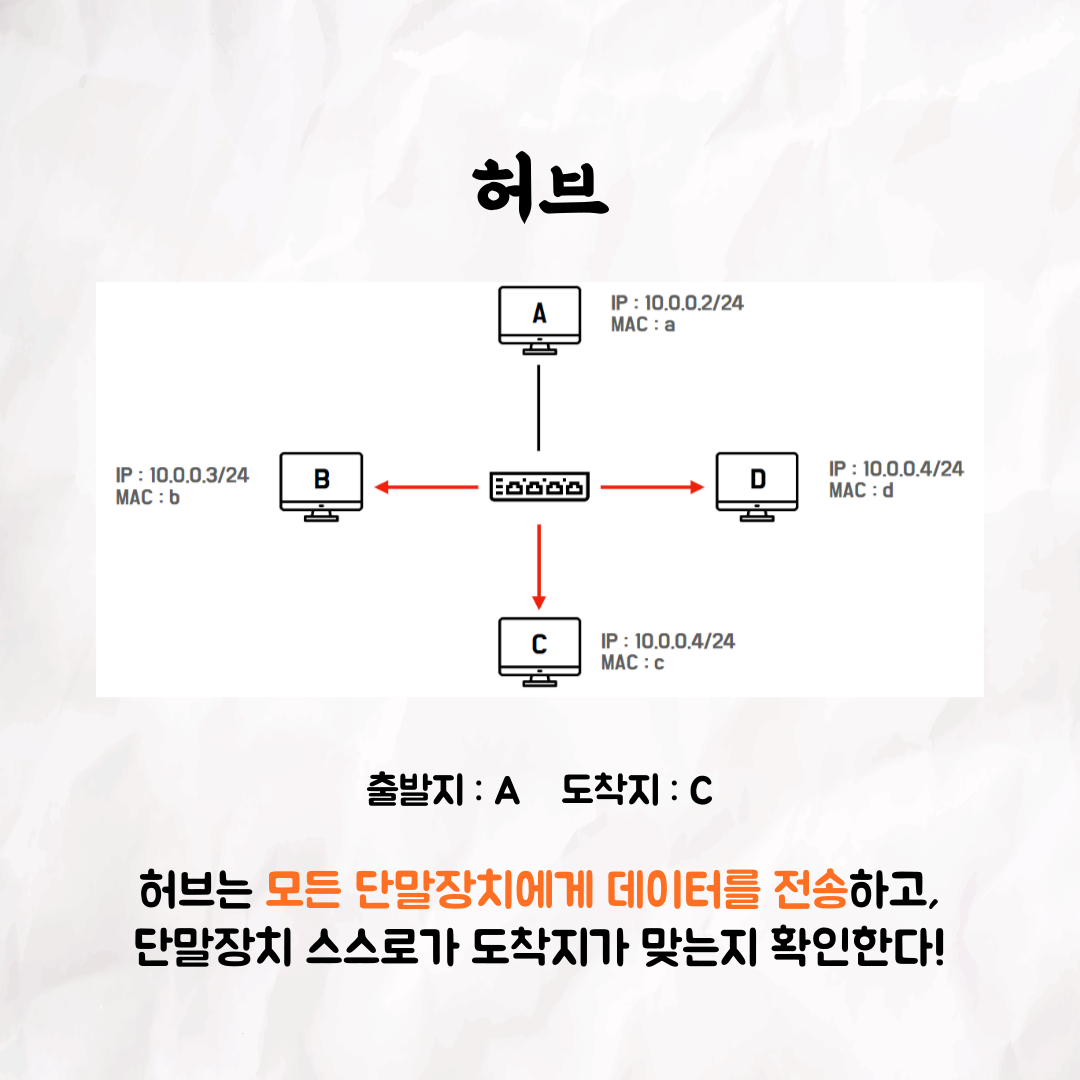 허브
A
IP : 10.0.0.2/24
MAC : a
IP : 10.0.0.3/24
MAC : b
B
D
IP : 10.0.0.4/24
MAC : d
C
IP : 10.0.0.4/24
MAC : c
출발지 : A 도착지 : C
허브는 모든 단말장치에게 데이터를 전송하고,
단말장치 스스로가 도착지가 맞는지 확인한다!